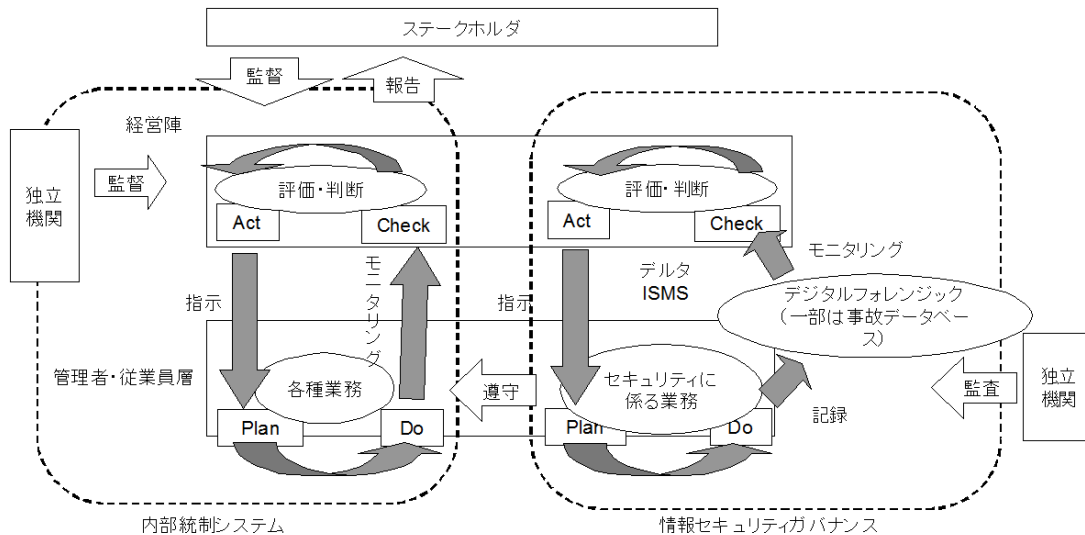 ステークホルダ
監督
報告
経営陣
独立
機関
監督
評価・判断
Act
Check
評価・判断
Act
Check
モニタリング
指示
モニタリング
指示
デルタ
ISMS
デジタルフォレンジック
(一部は事故データベー
ス)
管理者・従業員層
各種業務
Plan
Do
遵守
セキュリティに
係る業務
Plan
Do
記録
監査
独立
機関
内部統制システム
情報セキュリティガバナンス